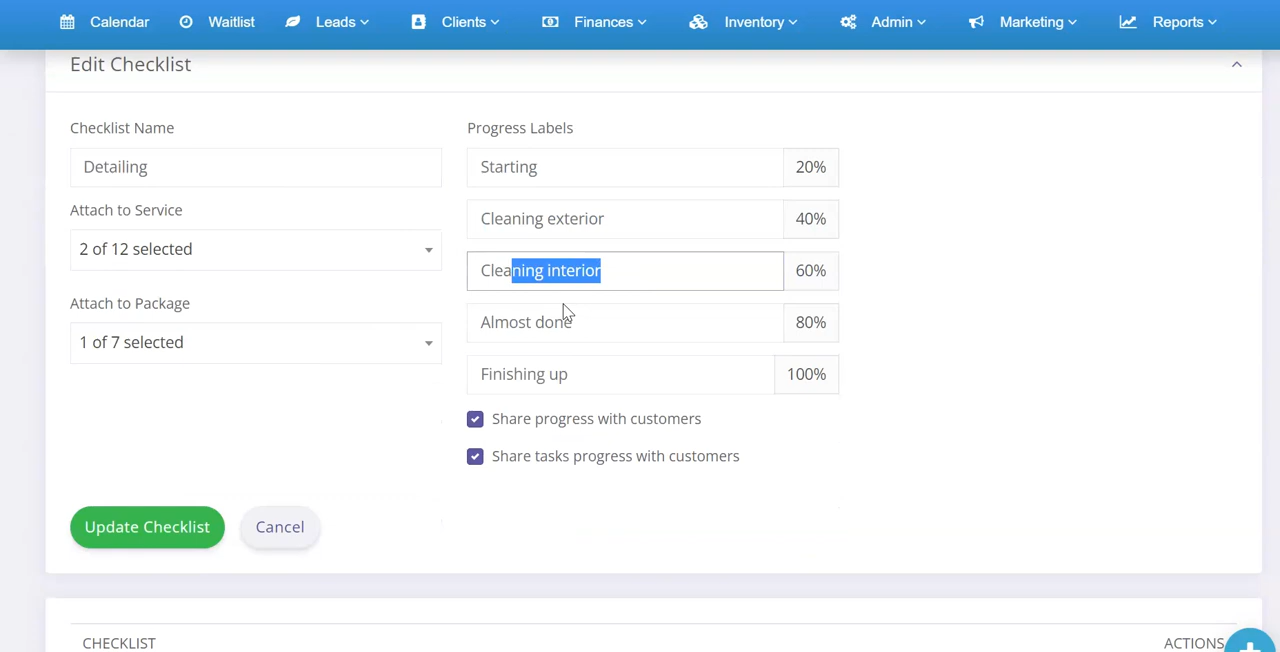 Calendar Waitlist Leads Clients Finances Inventory Admin Marketing Reports
Edit Checklist
Checklist Name
Detailing
Attach to Service
2 of 12 selected
Attach to Package
1 of 7 selected
Progress Labels
Starting 20%
Cleaning exterior 40%
Cleaning interior 60%
Almost done 80%
Finishing up 100%
Share progress with customers
Share tasks progress with customers
Update Checklist Cancel
CHECKLIST ACTIONS